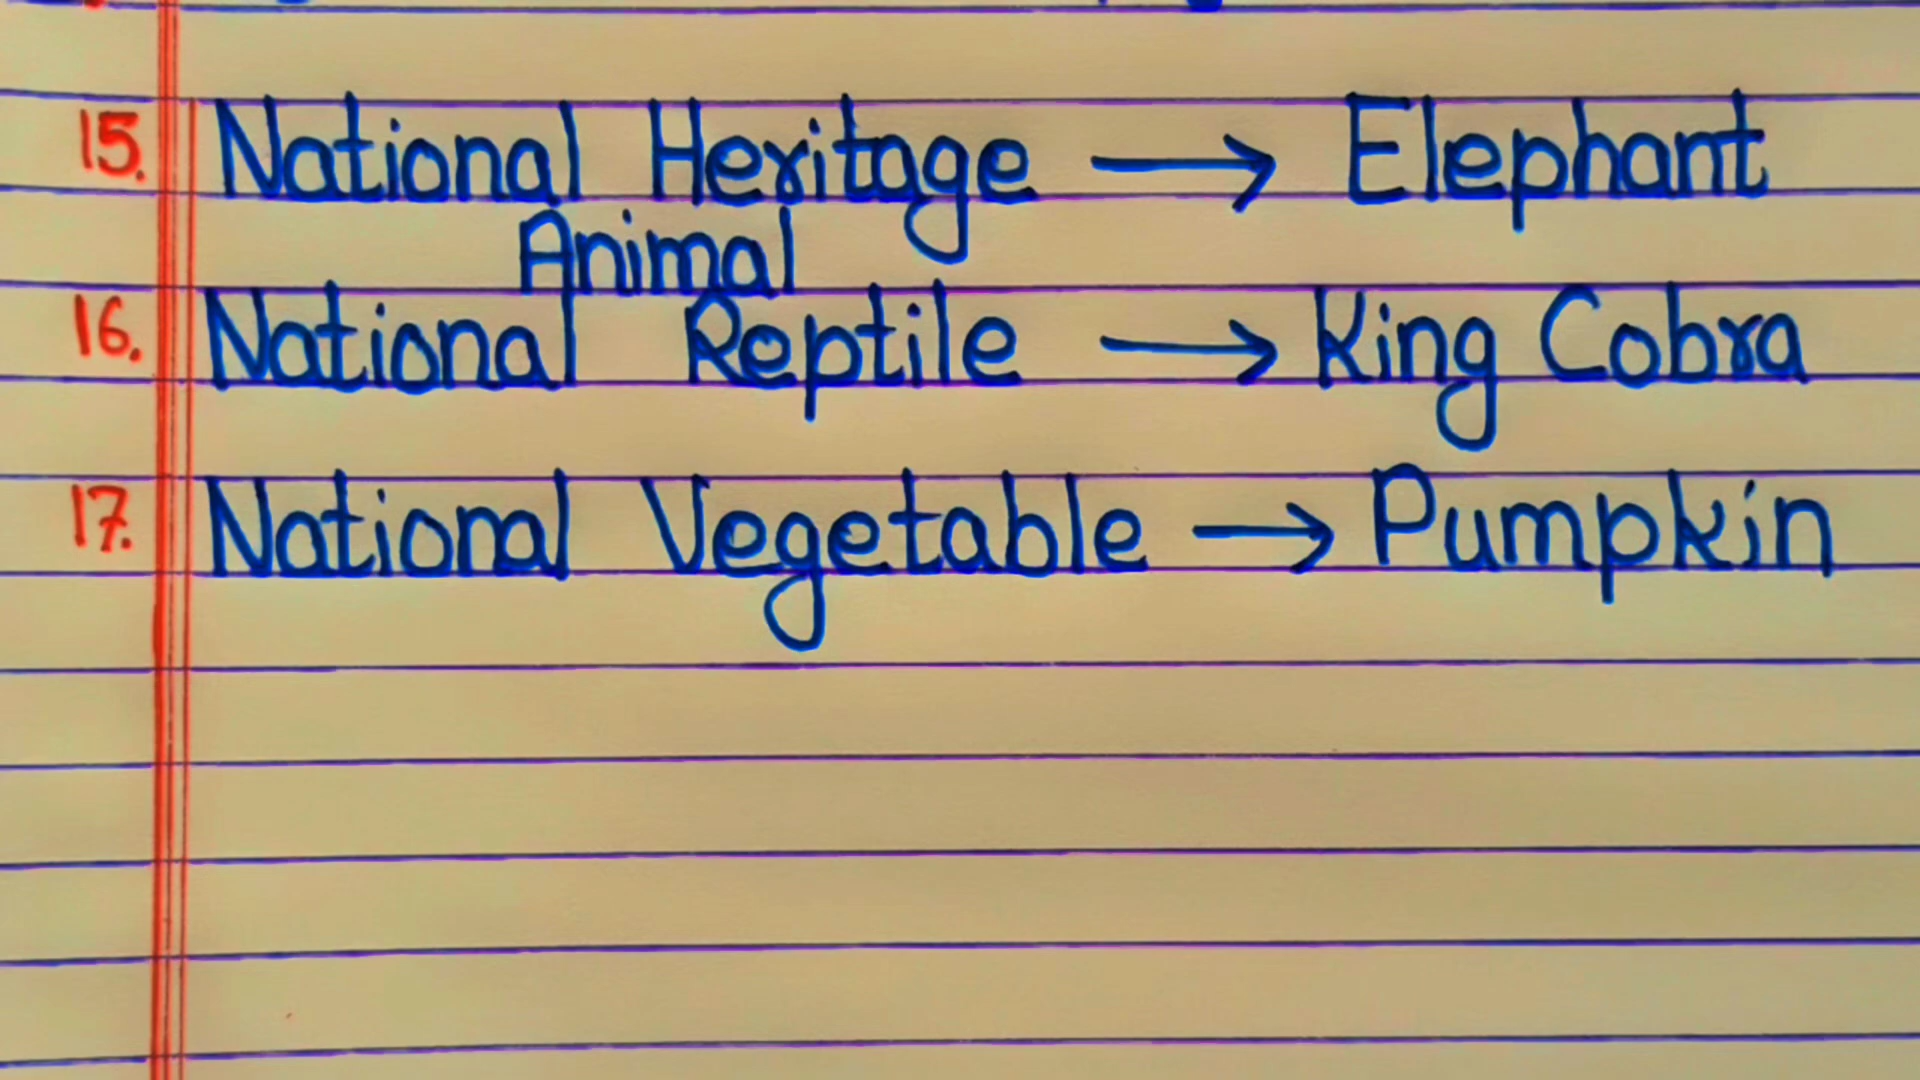 15. National Heritage → Elephant
Animal
16. National Reptile → King Cobra
17. National Vegetable → Pumpkin